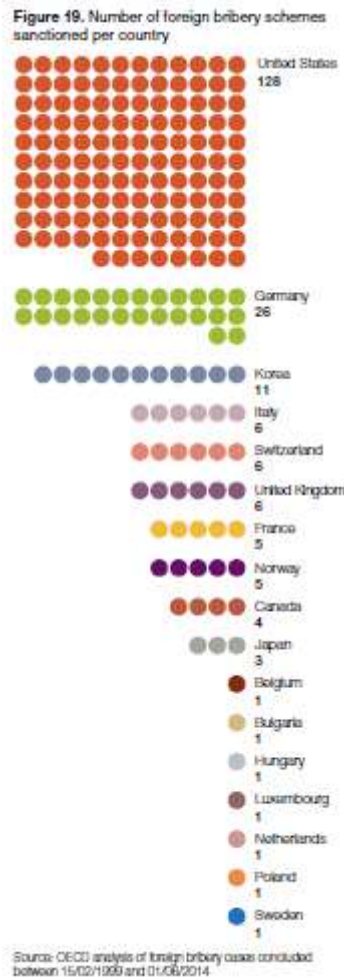 Figure 19. Number of foreign bribery schemes
sanctioned per country
United States
128
Germany
26
Korea
11
Italy
6
Switzerland
6
United Kingdom
6
France
5
Norway
5
Canada
4
Japan
3
Belgium
1
Bulgaria
1
Hungary
1
Luxembourg
1
Netherlands
1
Poland
1
Sweden
1
Source: OECD analysis of foreign bribery cases concluded
between 15/02/1999 and 01/06/2014